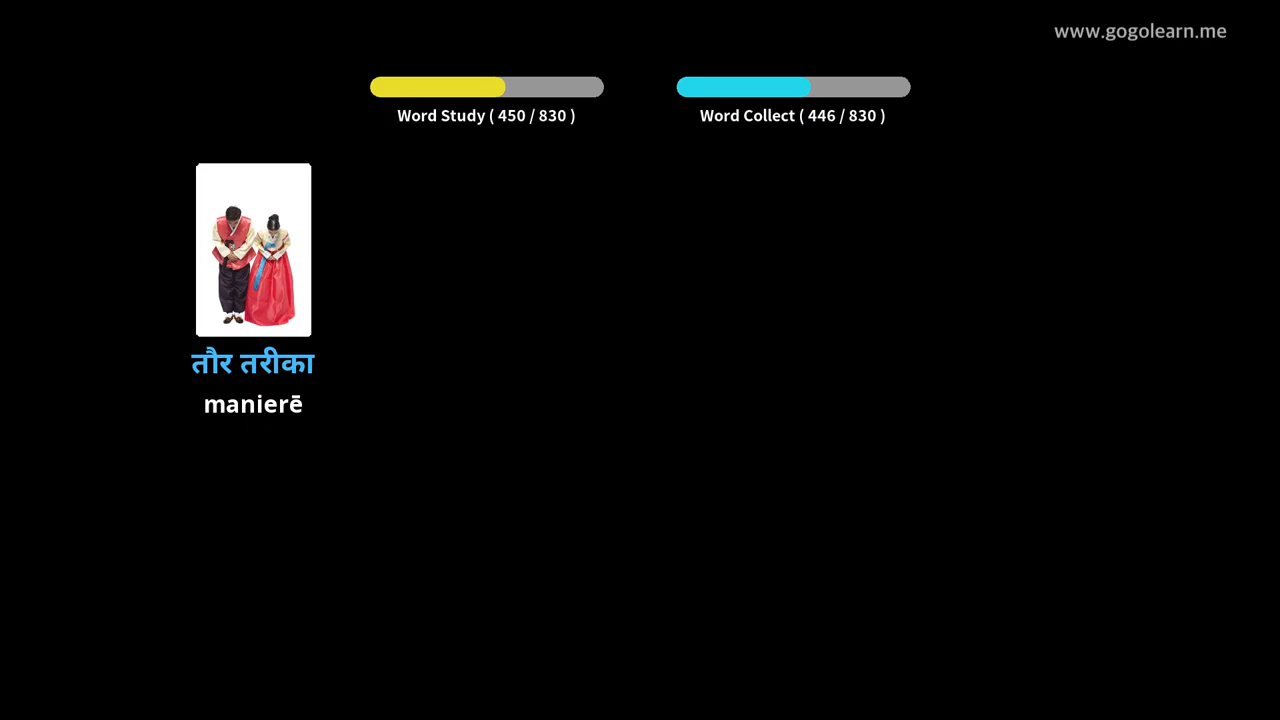 www.gogolearn.me
Word Study ( 450 / 830 )
Word Collect ( 446 / 830 )
तौर तरीका
manierē